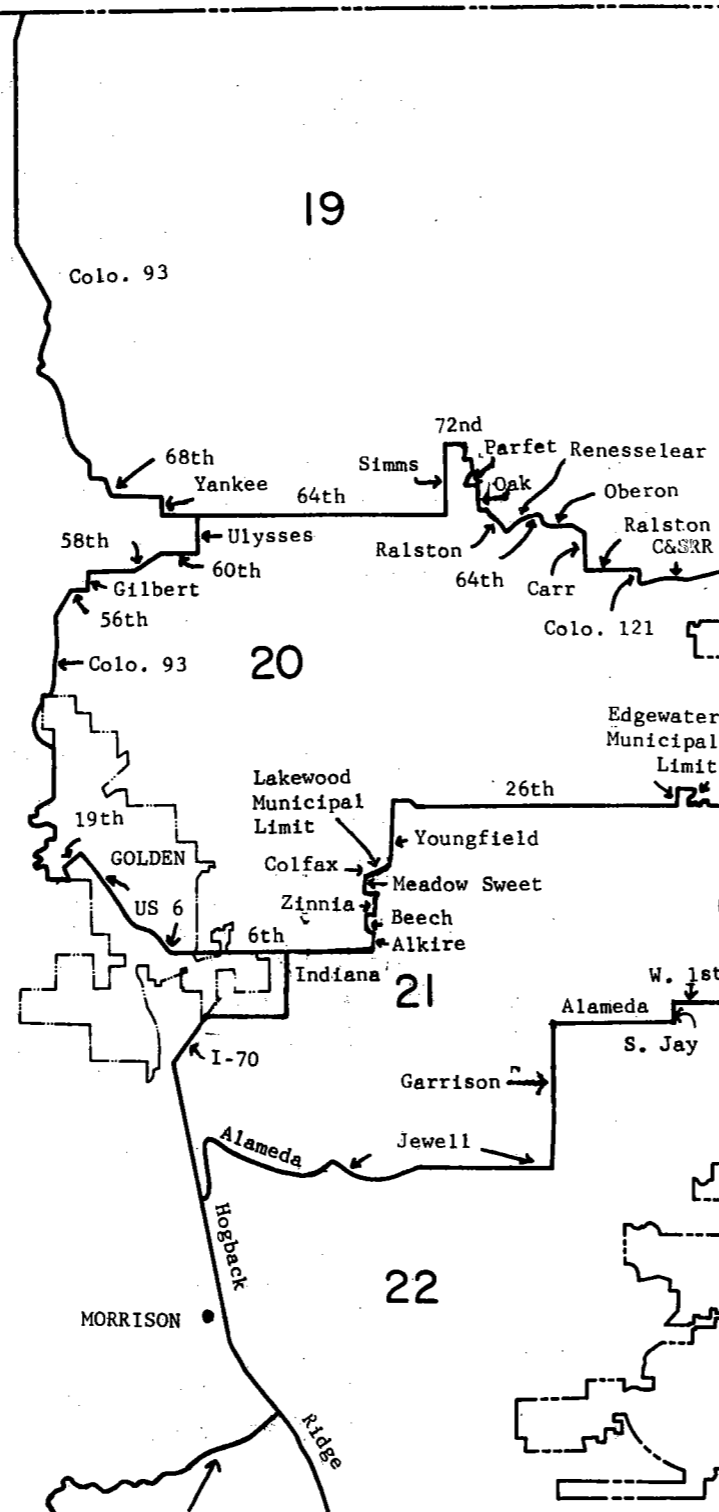 19
Colo. 93
72nd
68th
Simms
Parfet
Renesselear
Yankee
64th
Oak
Oberon
58th
Ulysses
Ralston
Ralston
C&SRR
60th
64th
Gilbert
Carr
56th
Colo. 121
Colo. 93
20
Edgewater
Municipal
Limit
Lakewood
Municipal
Limit
26th
19th
Youngfield
GOLDEN
Colfax
Meadow Sweet
US 6
Zinnia
6th
Beech
Alkire
Indiana
21
W. 1st
Alameda
S. Jay
I-70
Garrison
Alameda
Jewell
Hogback
22
MORRISON
Ridge